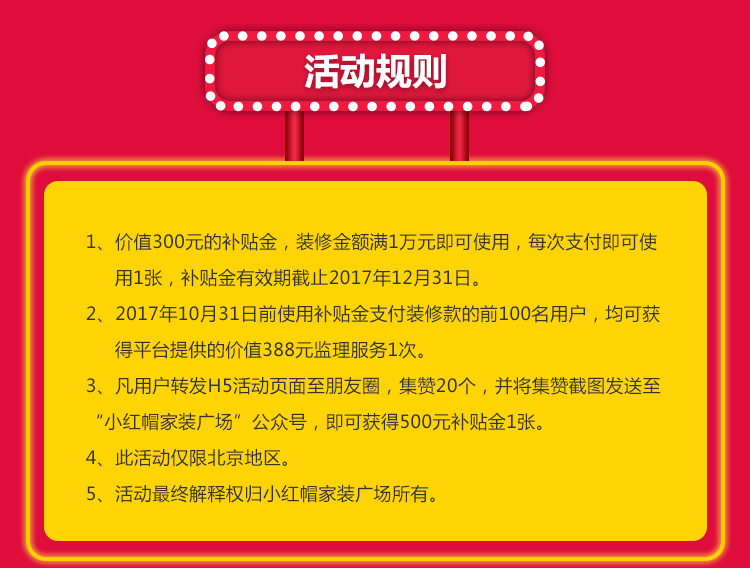 活动规则
1、价值300元的补贴金，装修金额满1万元即可使用，每次支付即可使
用1张，补贴金有效期截止2017年12月31日。
2、2017年10月31日前使用补贴金支付装修款的前100名用户，均可获
得平台提供的价值388元监理服务1次。
3、凡用户转发H5活动页面至朋友圈，集赞20个，并将集赞截图发送至
“小红帽家装广场”公众号，即可获得500元补贴金1张。
4、此活动仅限北京地区。
5、活动最终解释权归小红帽家装广场所有。